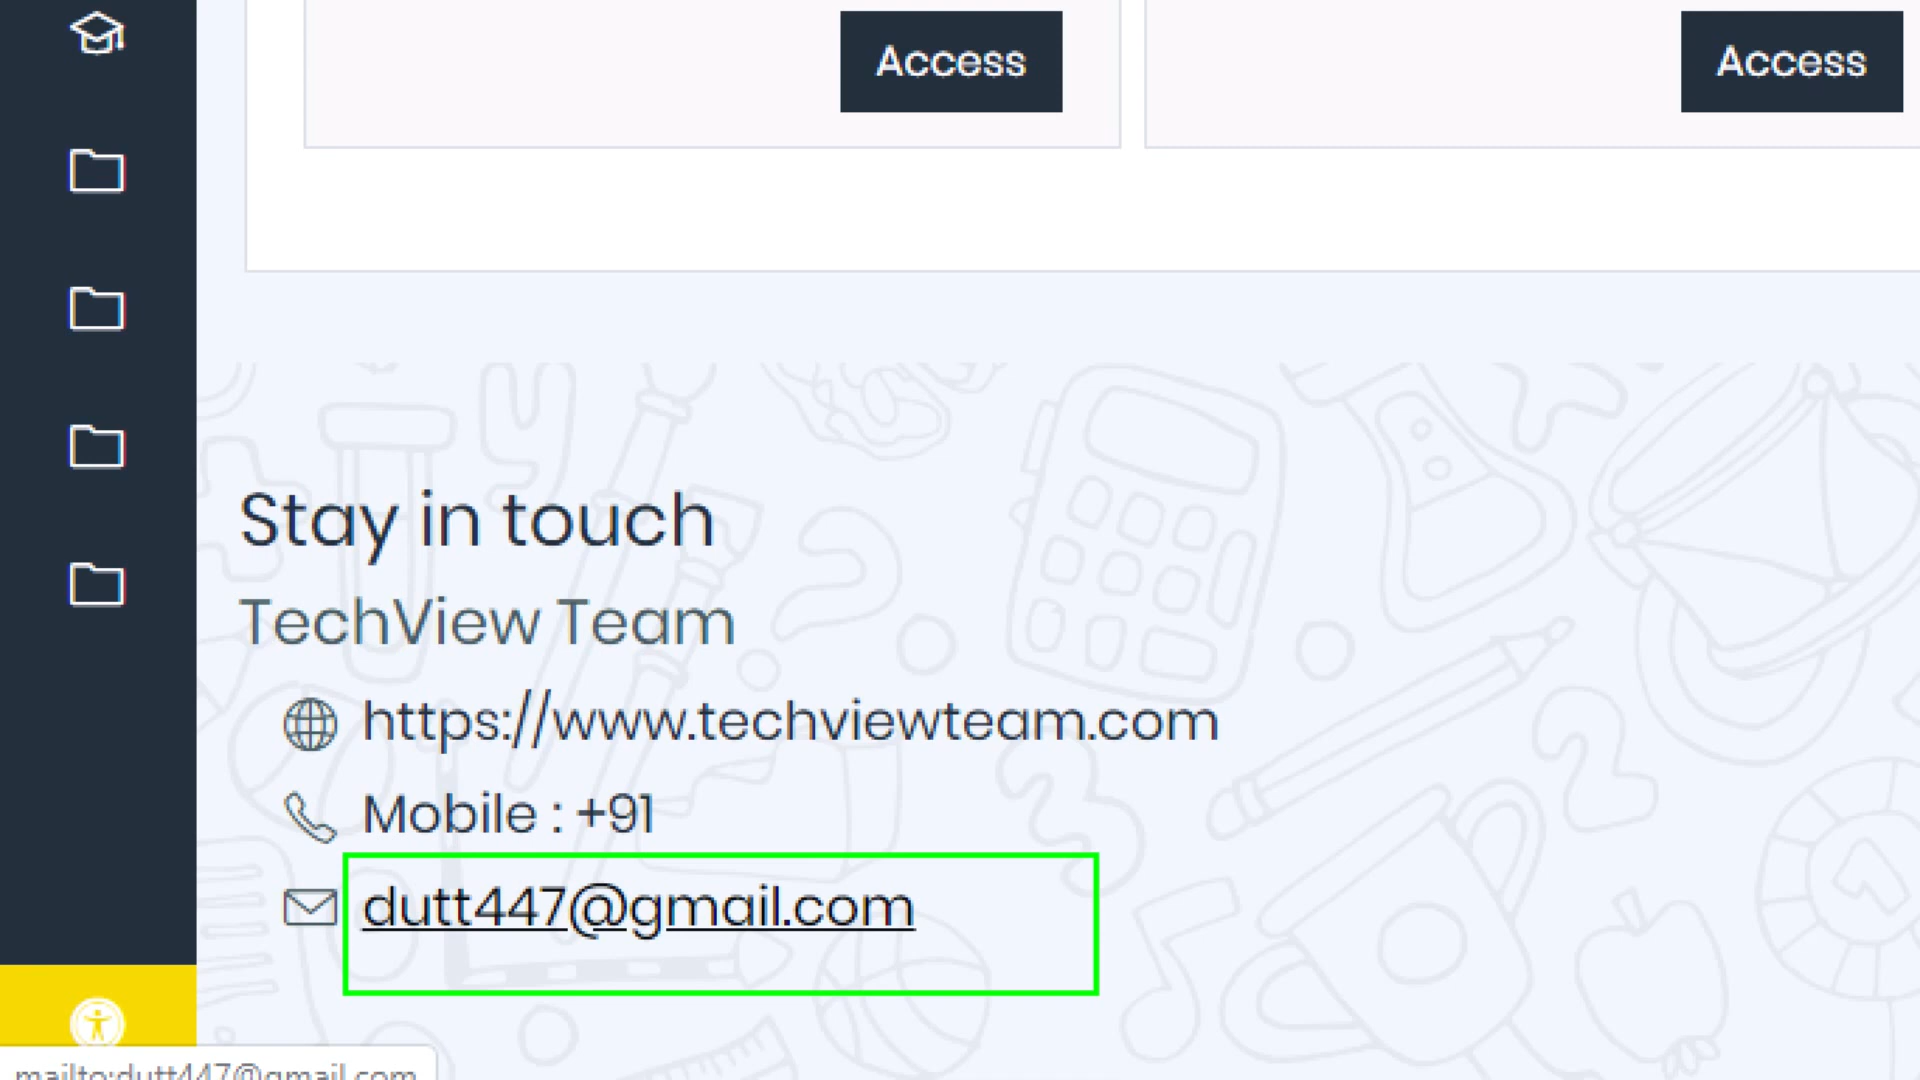 Access Access
Stay in touch
TechView Team
https://www.techviewteam.com
Mobile : +91
dutt447@gmail.com
mailto:dutt447@gmail.com